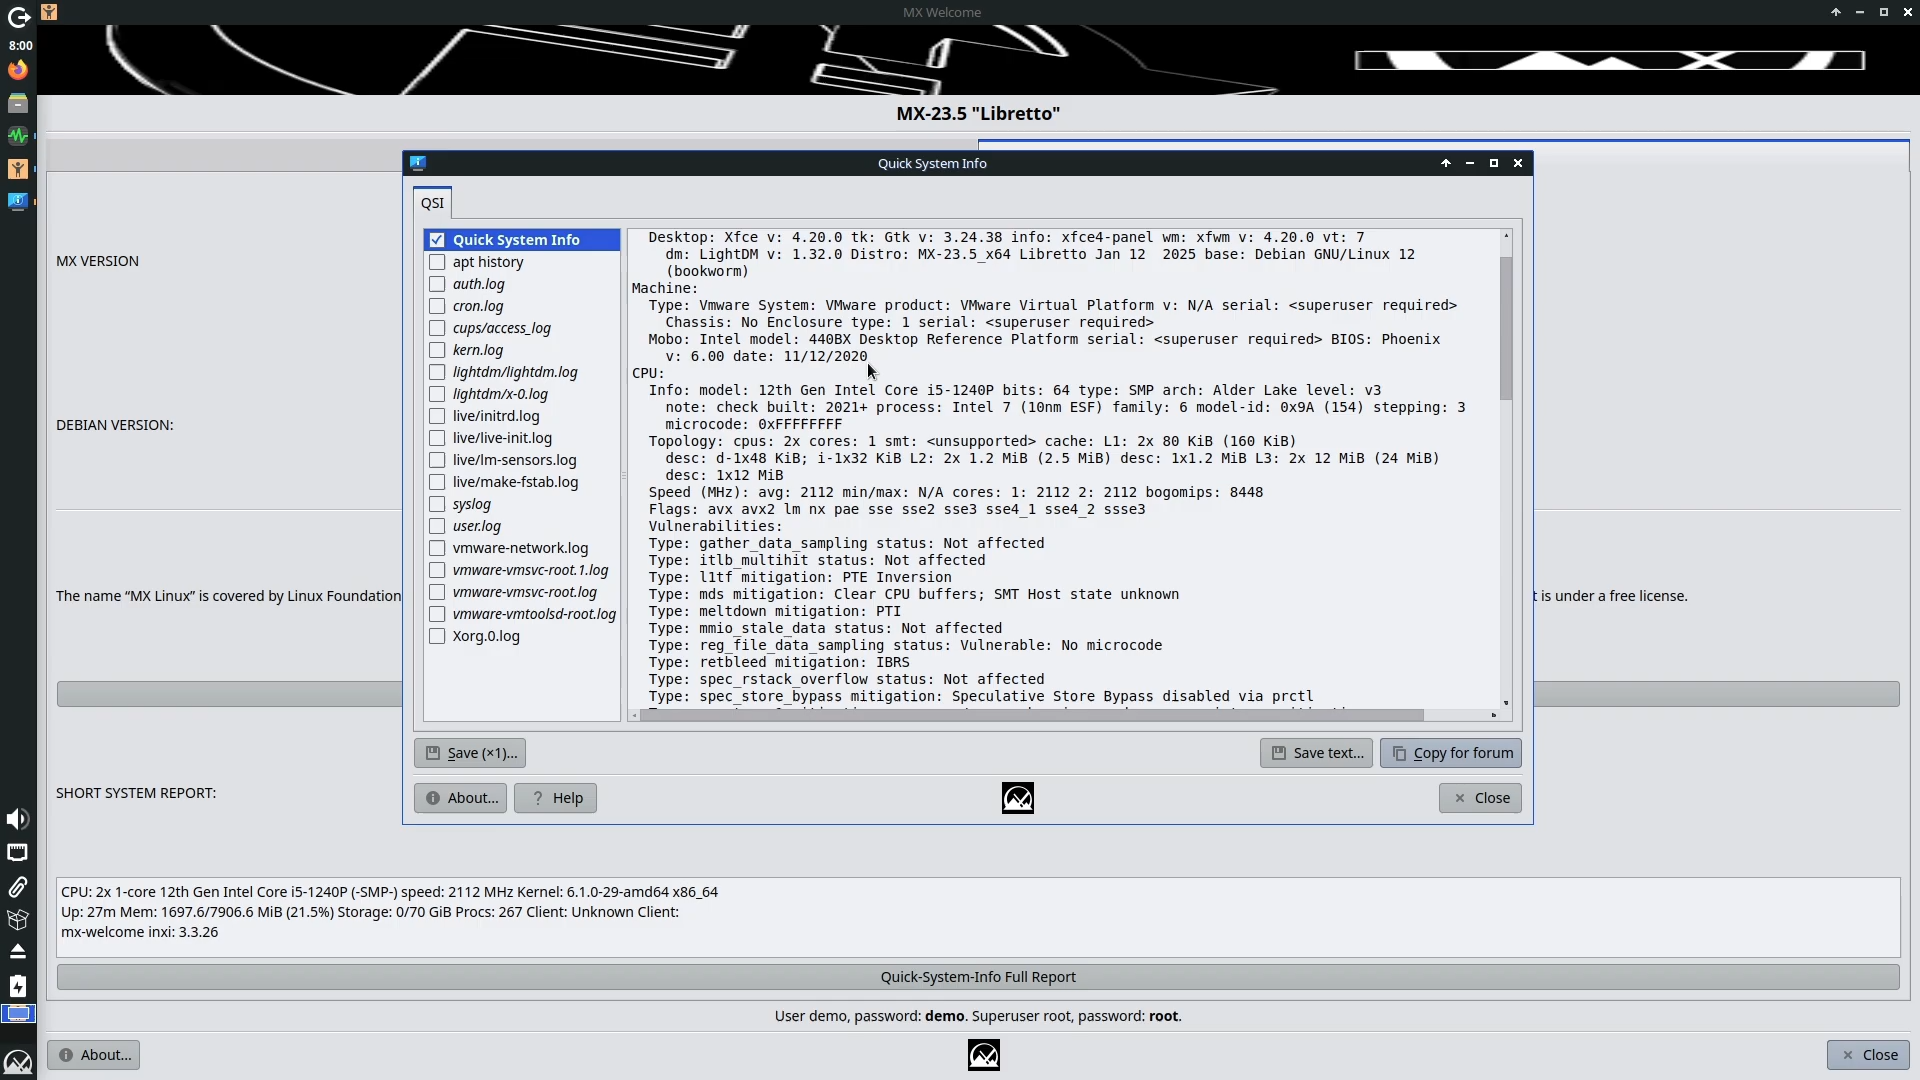 MX Welcome
8:00
MX-23.5 "Libretto"
Quick System Info
QSI
MX VERSION
DEBIAN VERSION:
The name “MX Linux” is covered by Linux Foundation
t is under a free license.
SHORT SYSTEM REPORT:
Quick System Info
apt history
auth.log
cron.log
cups/access_log
kern.log
lightdm/lightdm.log
lightdm/x-0.log
live/initrd.log
live/live-init.log
live/lm-sensors.log
live/make-fstab.log
syslog
user.log
vmware-network.log
vmware-vmsvc-root.1.log
vmware-vmsvc-root.log
vmware-vmtoolsd-root.log
Xorg.0.log
Desktop: Xfce v: 4.20.0 tk: Gtk v: 3.24.38 info: xfce4-panel wm: xfwm v: 4.20.0 vt: 7
dm: LightDM v: 1.32.0 Distro: MX-23.5_x64 Libretto Jan 12  2025 base: Debian GNU/Linux 12
(bookworm)
Machine:
Type: Vmware System: VMware product: VMware Virtual Platform v: N/A serial: <superuser required>
Chassis: No Enclosure type: 1 serial: <superuser required>
Mobo: Intel model: 440BX Desktop Reference Platform serial: <superuser required> BIOS: Phoenix
v: 6.00 date: 11/12/2020
CPU:
Info: model: 12th Gen Intel Core i5-1240P bits: 64 type: SMP arch: Alder Lake level: v3
note: check built: 2021+ process: Intel 7 (10nm ESF) family: 6 model-id: 0x9A (154) stepping: 3
microcode: 0xFFFFFFFF
Topology: cpus: 2x cores: 1 smt: <unsupported> cache: L1: 2x 80 KiB (160 KiB)
desc: d-1x48 KiB; i-1x32 KiB L2: 2x 1.2 MiB (2.5 MiB) desc: 1x1.2 MiB L3: 2x 12 MiB (24 MiB)
desc: 1x12 MiB
Speed (MHz): avg: 2112 min/max: N/A cores: 1: 2112 2: 2112 bogomips: 8448
Flags: avx avx2 lm nx pae sse sse2 sse3 sse4_1 sse4_2 ssse3
Vulnerabilities:
Type: gather_data_sampling status: Not affected
Type: itlb_multihit status: Not affected
Type: l1tf mitigation: PTE Inversion
Type: mds mitigation: Clear CPU buffers; SMT Host state unknown
Type: meltdown mitigation: PTI
Type: mmio_stale_data status: Not affected
Type: reg_file_data_sampling status: Vulnerable: No microcode
Type: retbleed mitigation: IBRS
Type: spec_rstack_overflow status: Not affected
Type: spec_store_bypass mitigation: Speculative Store Bypass disabled via prctl
Save (×1)...
Save text...
Copy for forum
About...
Help
Close
CPU: 2x 1-core 12th Gen Intel Core i5-1240P (-SMP-) speed: 2112 MHz Kernel: 6.1.0-29-amd64 x86_64
Up: 27m Mem: 1697.6/7906.6 MiB (21.5%) Storage: 0/70 GiB Procs: 267 Client: Unknown Client:
mx-welcome inxi: 3.3.26
Quick-System-Info Full Report
User demo, password: demo. Superuser root, password: root.
About...
Close